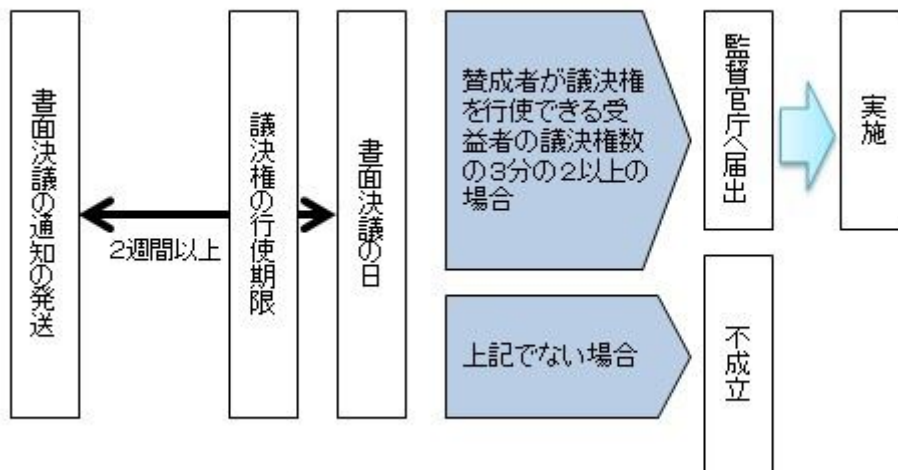 書面決議の通知の発送
2週間以上
議決権の行使期限
書面決議の日
賛成者が議決権
を行使できる受
益者の議決権数
の3分の2以上の
場合
監督官庁へ届出
実施
上記でない場合
不成立